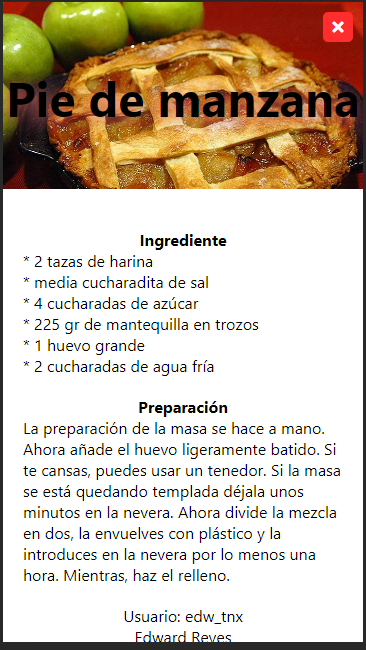 Pie de manzana
Ingrediente
* 2 tazas de harina
* media cucharadita de sal
* 4 cucharadas de azúcar
* 225 gr de mantequilla en trozos
* 1 huevo grande
* 2 cucharadas de agua fría
Preparación
La preparación de la masa se hace a mano.
Ahora añade el huevo ligeramente batido. Si
te cansas, puedes usar un tenedor. Si la masa
se está quedando templada déjala unos
minutos en la nevera. Ahora divide la mezcla
en dos, la envuelves con plástico y la
introduces en la nevera por lo menos una
hora. Mientras, haz el relleno.
Usuario: edw_tnx
Edward Reyes